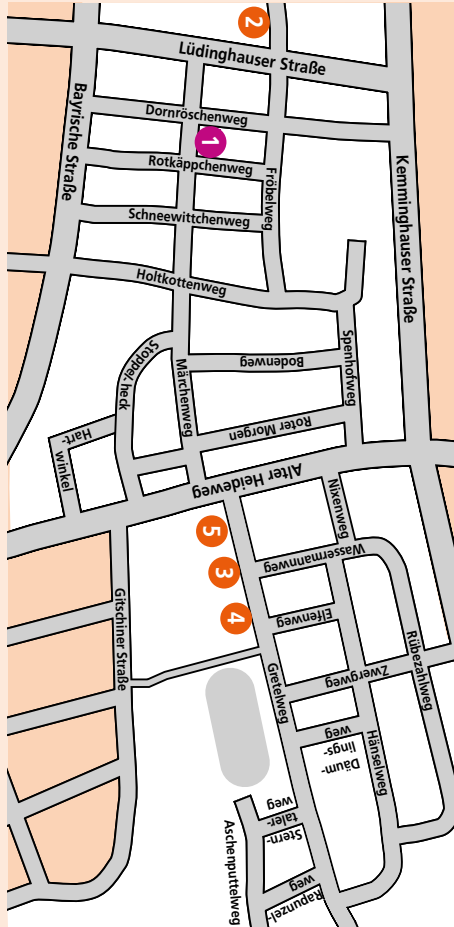 2
Lüdinghauser Straße
Bayrische Straße
Dornröschenweg
1
Rotkäppchenweg
Fröbelweg
Kemminghauser Straße
Schneewittchenweg
Holtkottenweg
Stoppelcheck
Märchenweg
Bodenweg
Spenhofweg
Hart-
winkel
Roter Morgen
Alter Heideweg
Nixenweg
5
Wassermannweg
3
4
Elfenweg
Gitschiner Straße
Gretelweg
Zwergweg
Rübezahlweg
Däum-
lings-
weg
Hänselweg
Stern-
taler-
weg
Aschenputtelweg
Rapunzel-
weg